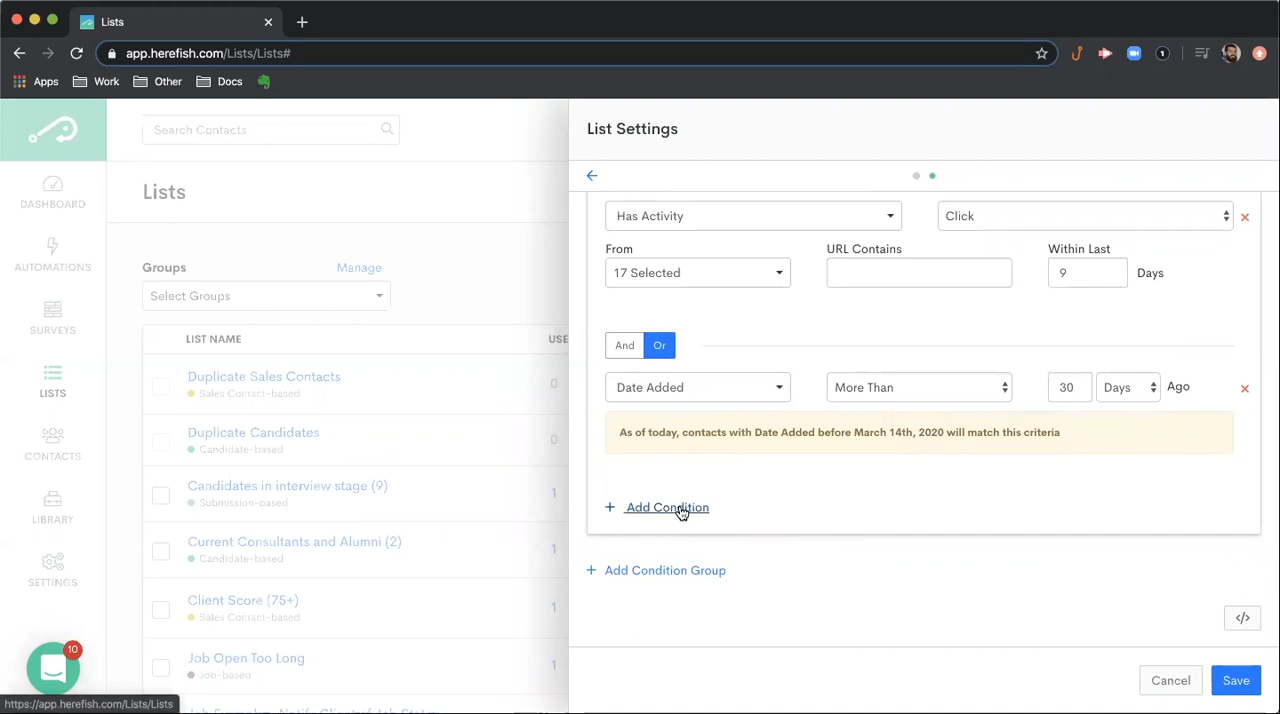 Lists
app.herefish.com/Lists/Lists#
Apps Work Other Docs
Search Contacts
List Settings
DASHBOARD
AUTOMATIONS
SURVEYS
LISTS
CONTACTS
LIBRARY
SETTINGS
10
Lists
Groups Manage
Select Groups
LIST NAME USE
Duplicate Sales Contacts 0
Sales Contact-based
Duplicate Candidates 0
Candidate-based
Candidates in interview stage (9) 1
Submission-based
Current Consultants and Alumni (2) 1
Candidate-based
Client Score (75+) 1
Sales Contact-based
Job Open Too Long 1
Job-based
Has Activity Click
From URL Contains Within Last
17 Selected 9 Days
And Or
Date Added More Than 30 Days Ago
As of today, contacts with Date Added before March 14th, 2020 will match this criteria
+ Add Condition
+ Add Condition Group
</>
Cancel Save
https://app.herefish.com/Lists/Lists